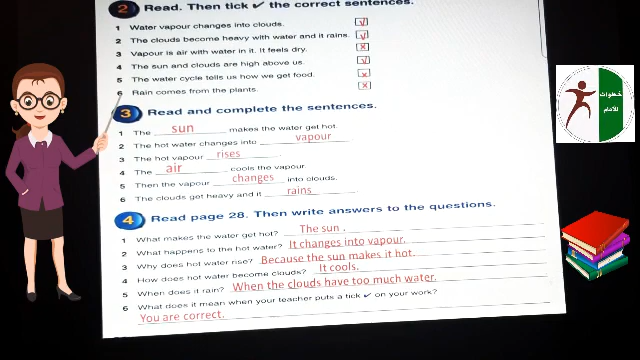 2 Read. Then tick ✓ the correct sentences.
1 Water vapour changes into clouds. ✓
2 The clouds become heavy with water and it rains. ✓
3 Vapour is air with water in it. It feels dry. x
4 The sun and clouds are high above us. ✓
5 The water cycle tells us how we get food. x
6 Rain comes from the plants. x
3 Read and complete the sentences.
1 The sun makes the water get hot.
2 The hot water changes into vapour
3 The hot vapour rises.
4 The air cools the vapour.
5 Then the vapour changes into clouds.
6 The clouds get heavy and it rains.
4 Read page 28. Then write answers to the questions.
1 What makes the water get hot? The sun .
2 What happens to the hot water? It changes into vapour.
3 Why does hot water rise? Because the sun makes it hot.
4 How does hot water become clouds? It cools.
5 When does it rain? When the clouds have too much water.
6 What does it mean when your teacher puts a tick ✓ on your work?
You are correct.
خطوات
للأمام